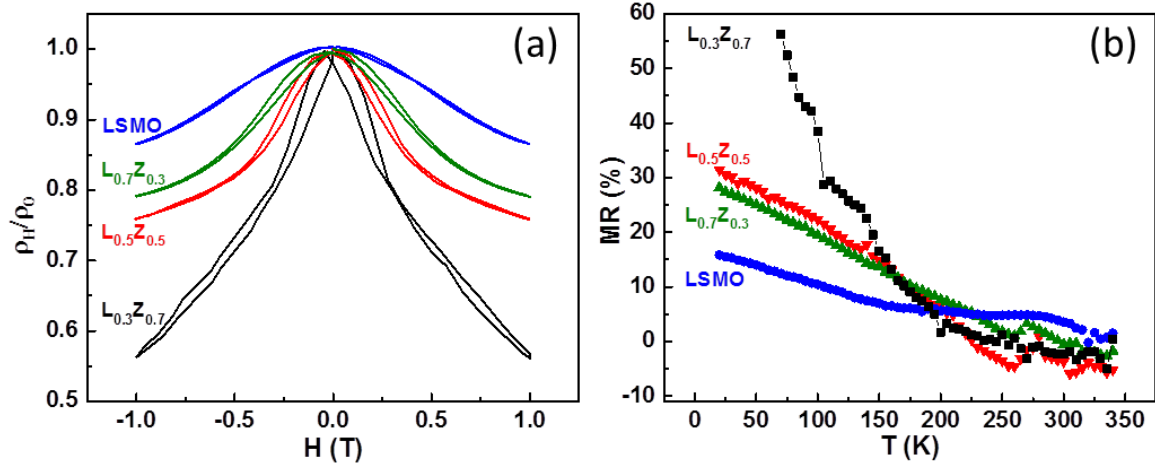 (a)
1.0
0.9
0.8
0.7
0.6
0.5
ρH/ρ0
LSMO
L0.7Z0.3
L0.5Z0.5
L0.3Z0.7
-1.0 -0.5 0.0 0.5 1.0
H (T)
(b)
60
50
40
30
20
10
0
-10
MR (%)
L0.3Z0.7
L0.5Z0.5
L0.7Z0.3
LSMO
0 50 100 150 200 250 300 350
T (K)